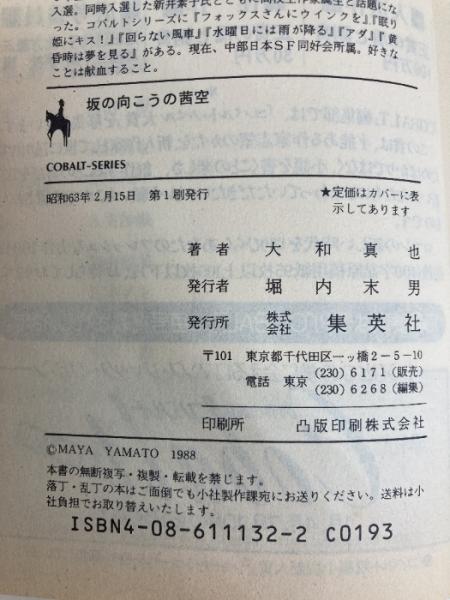 入選。同時入選した新井素子氏とともに高校生作家誕生と話題にな
った。コバルトシリーズに『フォックスさんにウインクを』『眠り
姫にキス!』『回らない風車』『水曜日には雨が降る』『アダ』『黄
昏時は夢を見る』がある。現在、中部日本SF同好会所属。好きな
ことは献血すること。
坂の向こうの茜空
COBALT-SERIES
昭和63年2月15日 第1刷発行
★定価はカバーに表
示してあります
著者 大和真也
発行者 堀内末男
発行所 株式会社 集英社
〒101 東京都千代田区一ッ橋2-5-10
電話 東京 (230)6171(販売)
(230)6268(編集)
印刷所 凸版印刷株式会社
©MAYA YAMATO 1988
本書の無断複写・複製・転載を禁じます。
落丁・乱丁の本はご面倒でも小社製作課宛にお送りください。送料は小
社負担でお取り替えいたします。
ISBN4-08-611132-2 C0193